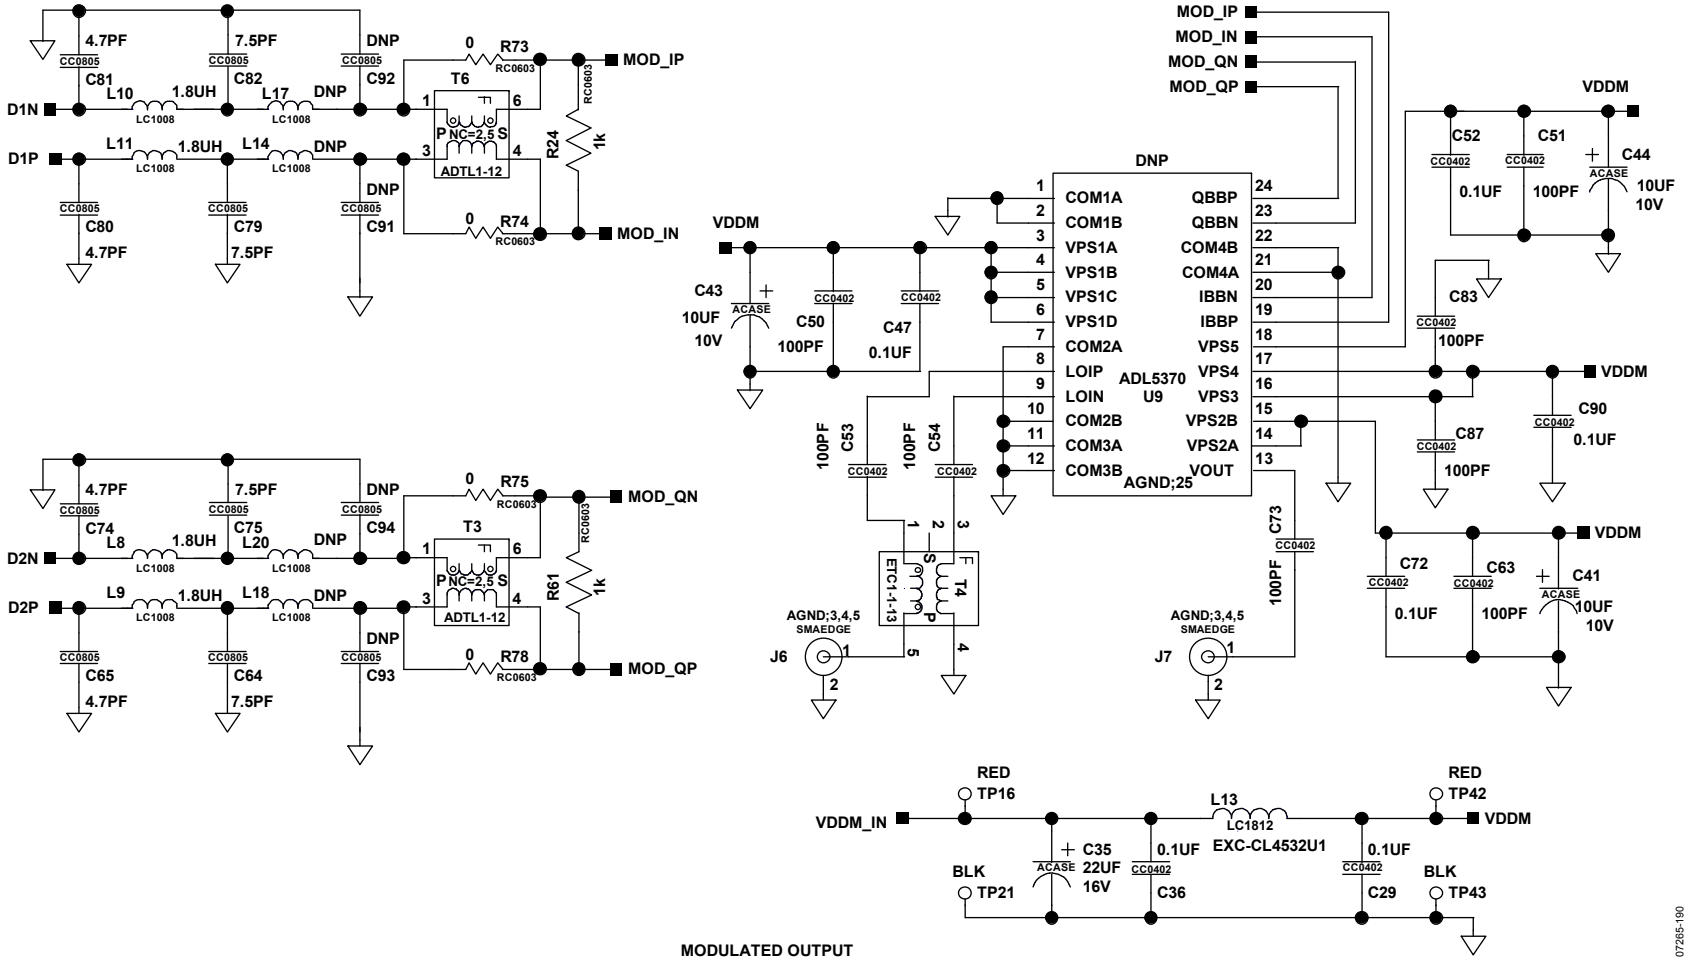 4.7PF
CC0805
C81
7.5PF
CC0805
C82
DNP
CC0805
C92
0
R73
RC0603
MOD_IP
D1N
L10
1.8UH
LC1008
L17
DNP
LC1008
T6
1
6
P
NC=2,5
S
3
4
ADTL1-12
RC0603
R24
1k
D1P
L11
1.8UH
LC1008
L14
DNP
LC1008
CC0805
C80
4.7PF
CC0805
C79
7.5PF
DNP
CC0805
C91
0
R74
RC0603
MOD_IN
4.7PF
CC0805
C74
7.5PF
CC0805
C75
DNP
CC0805
C94
0
R75
RC0603
MOD_QN
D2N
L8
1.8UH
LC1008
L20
DNP
LC1008
T3
1
6
P
NC=2,5
S
3
4
ADTL1-12
RC0603
R61
1k
D2P
L9
1.8UH
LC1008
L18
DNP
LC1008
CC0805
C65
4.7PF
CC0805
C64
7.5PF
DNP
CC0805
C93
0
R78
RC0603
MOD_QP
MOD_IP
MOD_IN
MOD_QN
MOD_QP
DNP
1
COM1A
2
COM1B
3
VPS1A
4
VPS1B
5
VPS1C
6
VPS1D
7
COM2A
8
LOIP
9
LOIN
10
COM2B
11
COM3A
12
COM3B
ADL5370
U9
AGND;25
QBBP
24
QBBN
23
COM4B
22
COM4A
21
IBBN
20
IBBP
19
VPS5
18
VPS4
17
VPS3
16
VPS2B
15
VPS2A
14
VOUT
13
VDDM
C43
10UF
10V
ACASE
+
CC0402
C50
100PF
CC0402
C47
0.1UF
100PF
C53
CC0402
100PF
C54
CC0402
1
2
3
S
ETC1-1-13
T4
P
5
4
AGND;3,4,5
SMAEDGE
J6
1
2
AGND;3,4,5
SMAEDGE
J7
1
2
C73
CC0402
100PF
VDDM
C52
CC0402
0.1UF
C51
CC0402
100PF
+
C44
ACASE
10UF
10V
C83
CC0402
100PF
VDDM
C87
CC0402
100PF
C90
CC0402
0.1UF
VDDM
C72
CC0402
0.1UF
C63
CC0402
100PF
+
C41
ACASE
10UF
10V
RED
TP16
VDDM_IN
L13
LC1812
EXC-CL4532U1
RED
TP42
VDDM
+
C35
ACASE
22UF
16V
0.1UF
CC0402
C36
0.1UF
CC0402
C29
BLK
TP21
BLK
TP43
MODULATED OUTPUT
07265-190